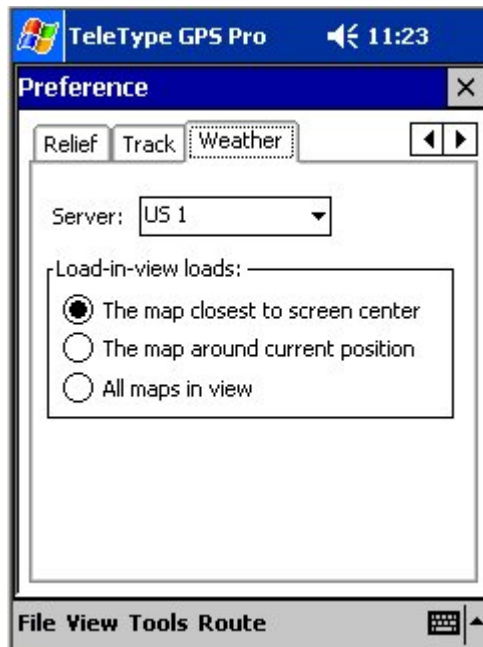 TeleType GPS Pro 11:23
Preference
Relief Track Weather
Server: US 1
Load-in-view loads:
The map closest to screen center
The map around current position
All maps in view
File View Tools Route